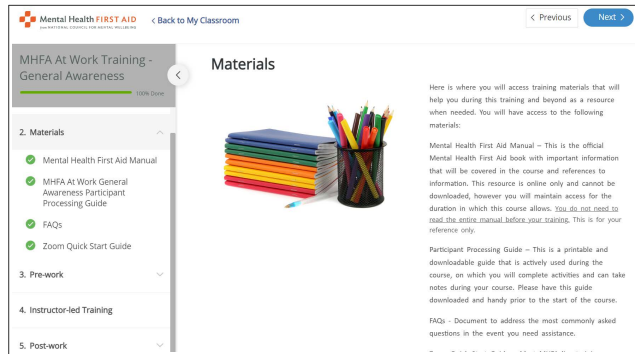 Mental Health FIRST AID
from NATIONAL COUNCIL FOR MENTAL WELLBEING
< Back to My Classroom
< Previous
Next >
MHFA At Work Training -
General Awareness
100% Done
2. Materials
Mental Health First Aid Manual
MHFA At Work General
Awareness Participant
Processing Guide
FAQs
Zoom Quick Start Guide
3. Pre-work
4. Instructor-led Training
5. Post-work
Materials
Here is where you will access training materials that will
help you during this training and beyond as a resource
when needed. You will have access to the following
materials:
Mental Health First Aid Manual – This is the official
Mental Health First Aid book with important information
that will be covered in the course and references to
information. This resource is online only and cannot be
downloaded, however you will maintain access for the
duration in which this course allows. You do not need to
read the entire manual before your training. This is for your
reference only.
Participant Processing Guide – This is a printable and
downloadable guide that is actively used during the
course, on which you will complete activities and can take
notes during your course. Please have this guide
downloaded and handy prior to the start of the course.
FAQs - Document to address the most commonly asked
questions in the event you need assistance.